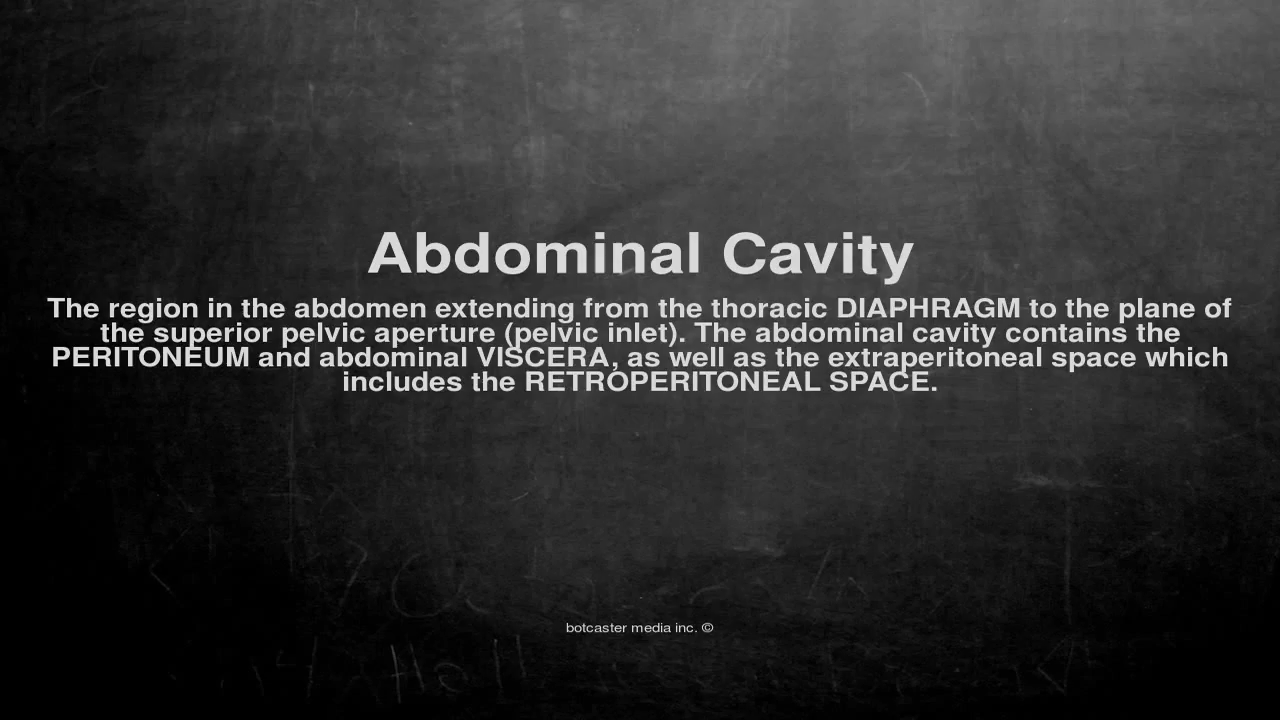 Abdominal Cavity
The region in the abdomen extending from the thoracic DIAPHRAGM to the plane of
the superior pelvic aperture (pelvic inlet). The abdominal cavity contains the
PERITONEUM and abdominal VISCERA, as well as the extraperitoneal space which
includes the RETROPERITONEAL SPACE.
botcaster media inc. ©